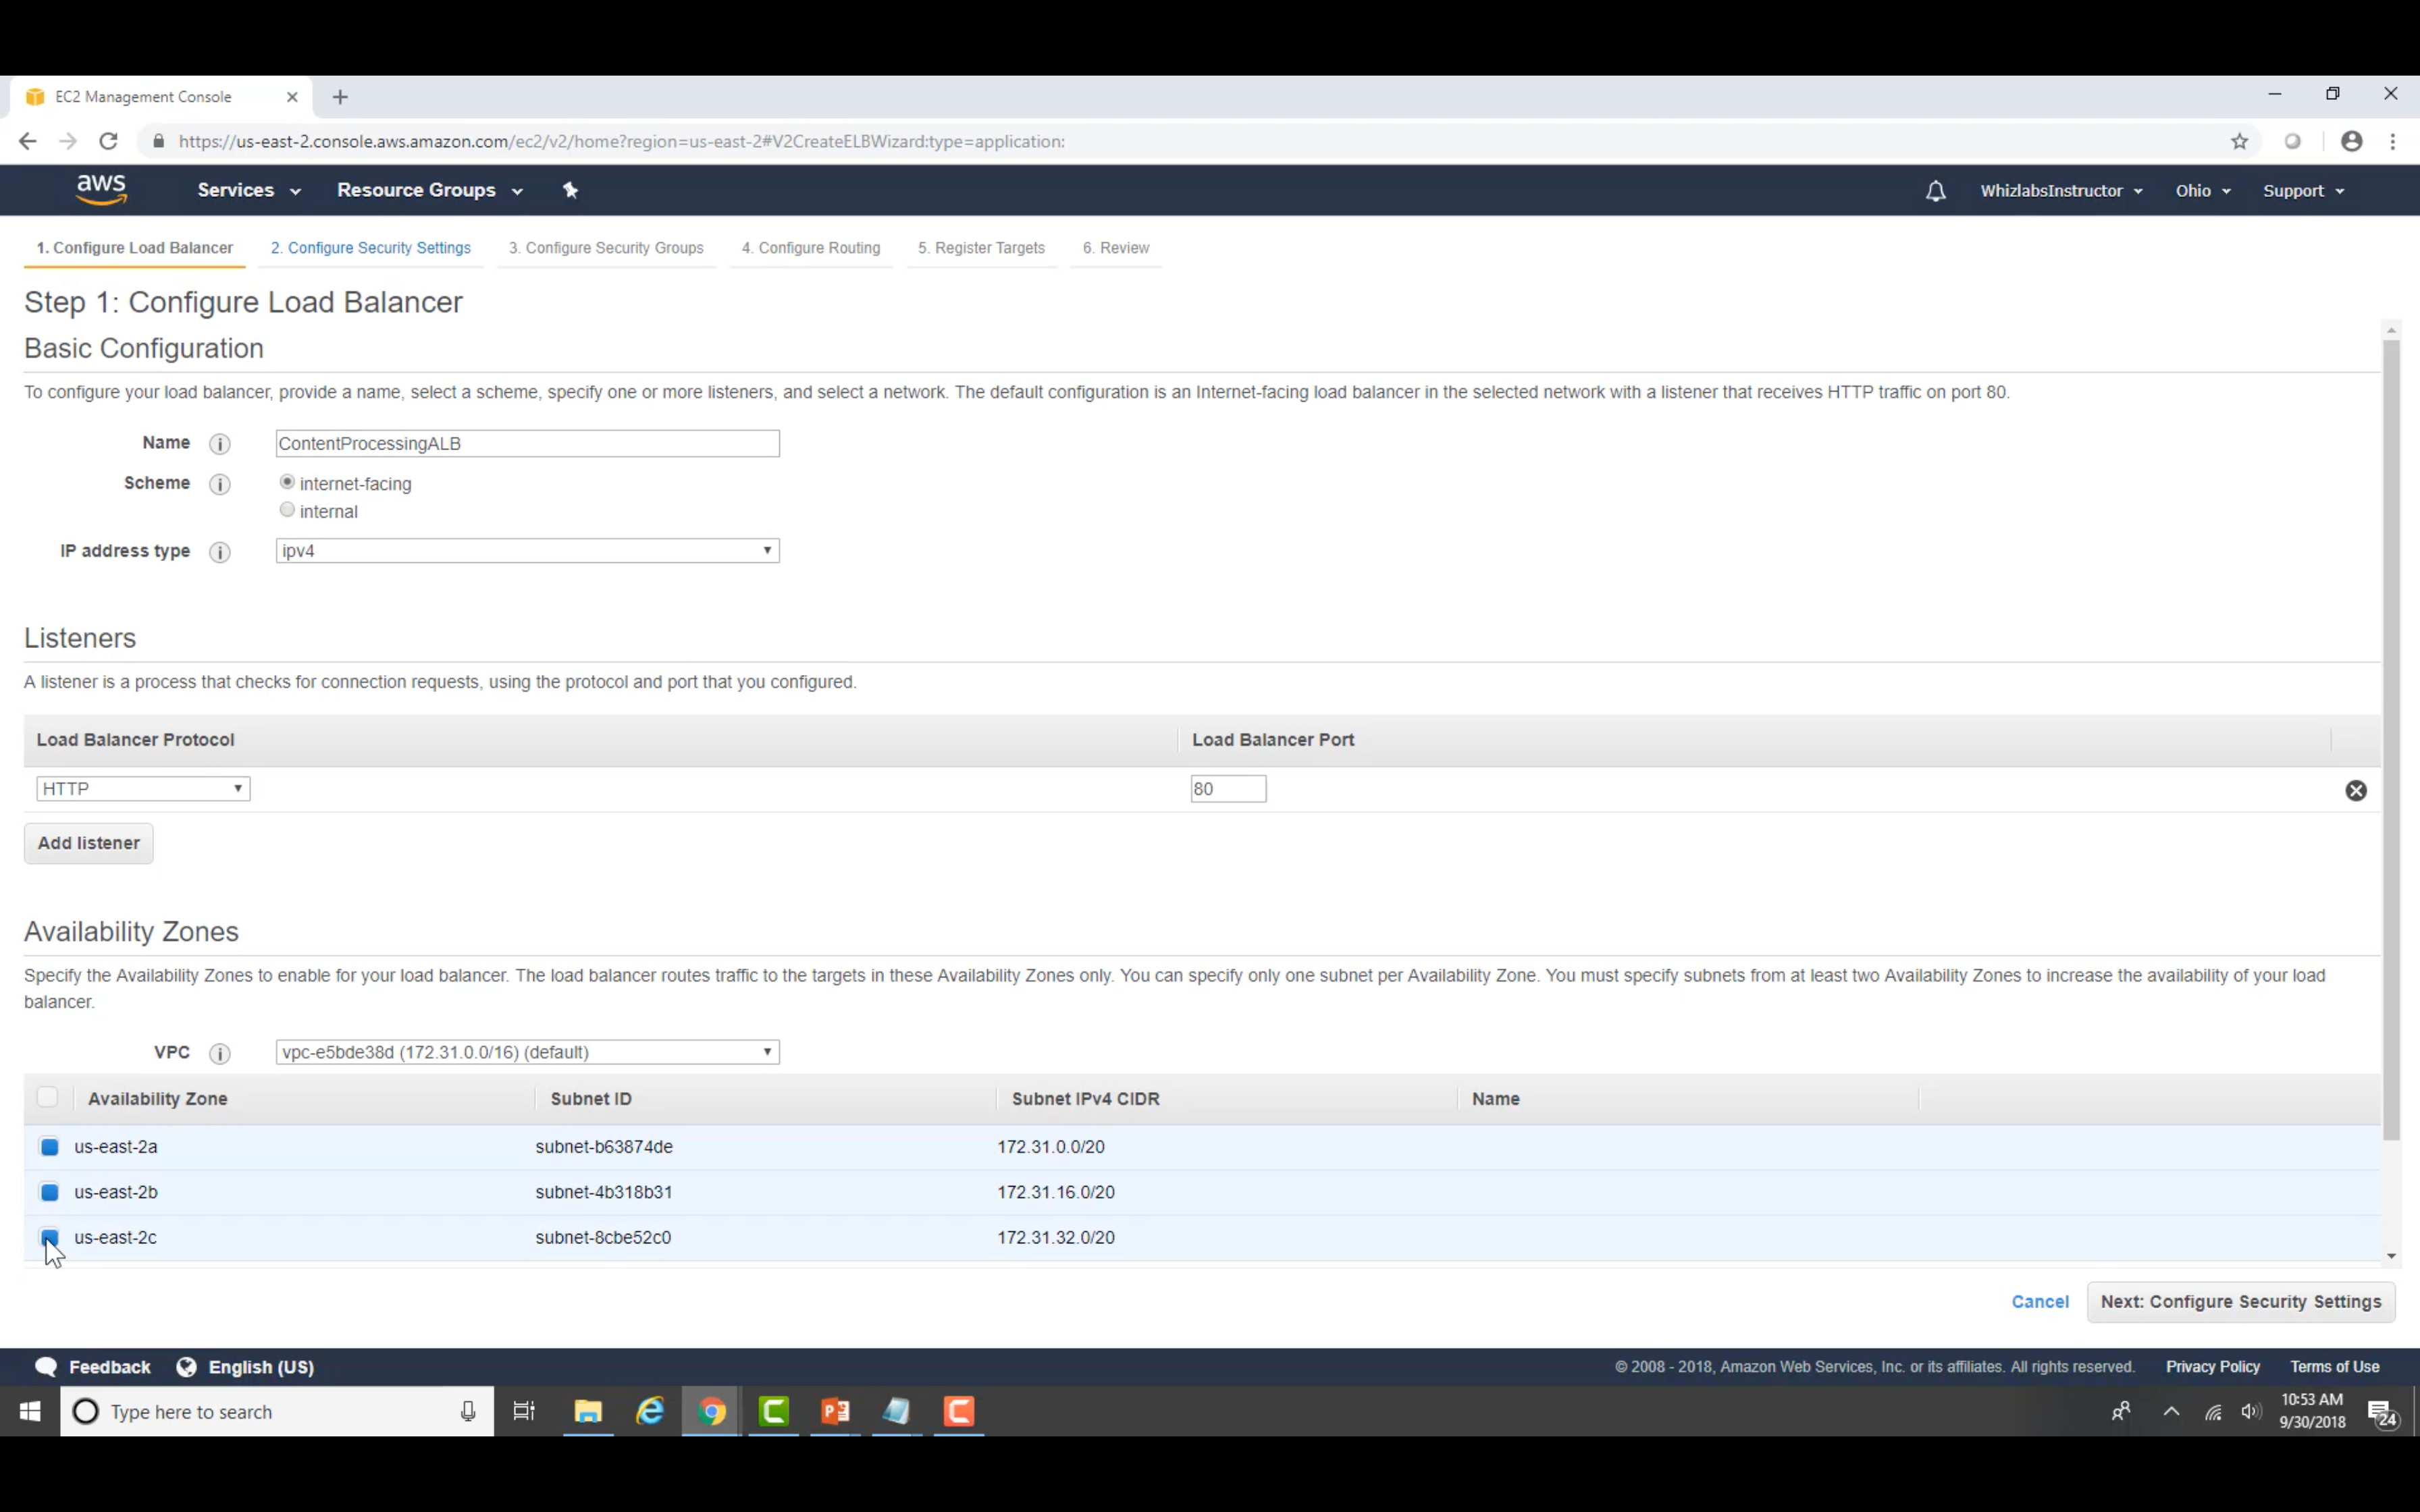 EC2 Management Console
https://us-east-2.console.aws.amazon.com/ec2/v2/home?region=us-east-2#V2CreateELBWizard:type=application:
aws Services Resource Groups WhizlabsInstructor Ohio Support
1. Configure Load Balancer 2. Configure Security Settings 3. Configure Security Groups 4. Configure Routing 5. Register Targets 6. Review
Step 1: Configure Load Balancer
Basic Configuration
To configure your load balancer, provide a name, select a scheme, specify one or more listeners, and select a network. The default configuration is an Internet-facing load balancer in the selected network with a listener that receives HTTP traffic on port 80.
Name i ContentProcessingALB
Scheme i internet-facing
internal
IP address type i ipv4
Listeners
A listener is a process that checks for connection requests, using the protocol and port that you configured.
Load Balancer Protocol Load Balancer Port
HTTP 80
Add listener
Availability Zones
Specify the Availability Zones to enable for your load balancer. The load balancer routes traffic to the targets in these Availability Zones only. You can specify only one subnet per Availability Zone. You must specify subnets from at least two Availability Zones to increase the availability of your load
balancer.
VPC i vpc-e5bde38d (172.31.0.0/16) (default)
Availability Zone Subnet ID Subnet IPv4 CIDR Name
us-east-2a subnet-b63874de 172.31.0.0/20
us-east-2b subnet-4b318b31 172.31.16.0/20
us-east-2c subnet-8cbe52c0 172.31.32.0/20
Cancel Next: Configure Security Settings
Feedback English (US) © 2008 - 2018, Amazon Web Services, Inc. or its affiliates. All rights reserved. Privacy Policy Terms of Use
Type here to search
10:53 AM
9/30/2018
24